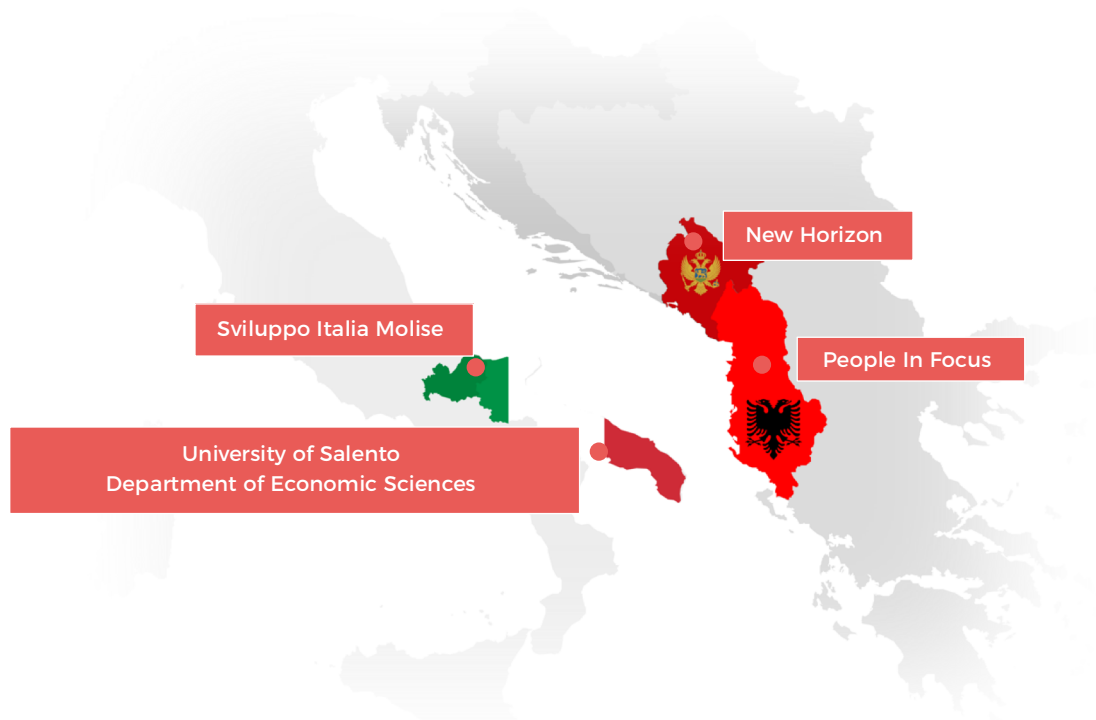 New Horizon
Sviluppo Italia Molise
People In Focus
University of Salento
Department of Economic Sciences